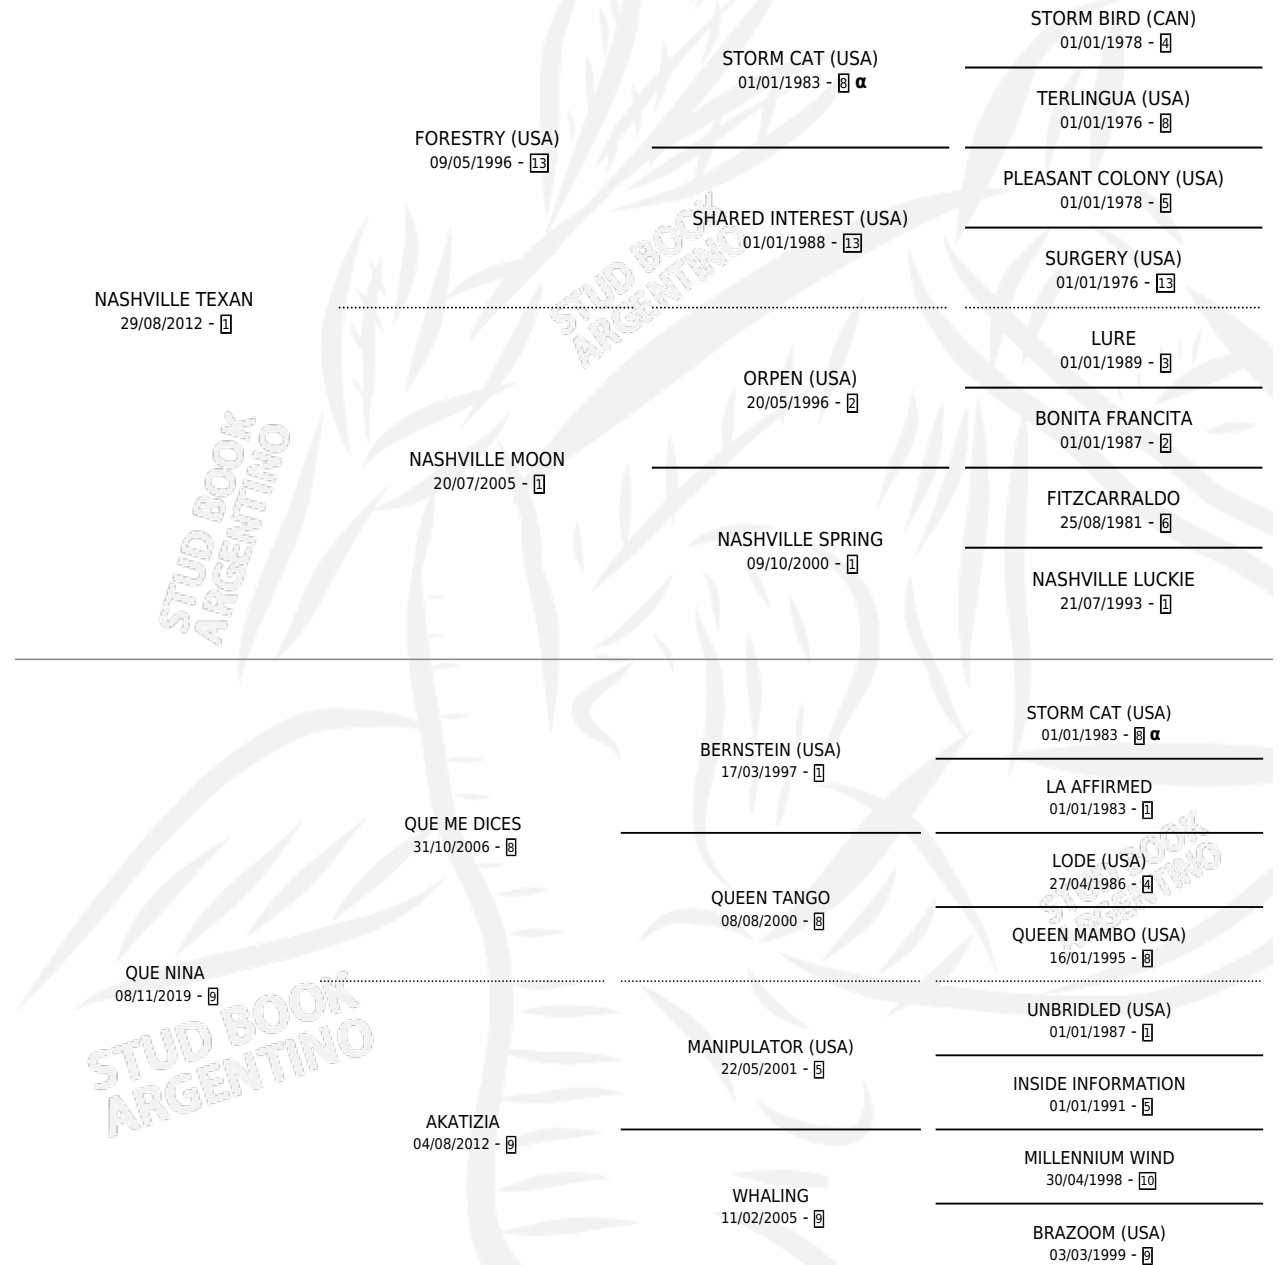 NASHVILLE TEXAN
29/08/2012 - 1
FORESTRY (USA)
09/05/1996 - 13
STORM CAT (USA)
01/01/1983 - 8 α
STORM BIRD (CAN)
01/01/1978 - 4
TERLINGUA (USA)
01/01/1976 - 8
SHARED INTEREST (USA)
01/01/1988 - 13
PLEASANT COLONY (USA)
01/01/1978 - 5
SURGERY (USA)
01/01/1976 - 13
NASHVILLE MOON
20/07/2005 - 1
ORPEN (USA)
20/05/1996 - 2
LURE
01/01/1989 - 3
BONITA FRANCITA
01/01/1987 - 2
NASHVILLE SPRING
09/10/2000 - 1
FITZCARRALDO
25/08/1981 - 6
NASHVILLE LUCKIE
21/07/1993 - 1
QUE NINA
08/11/2019 - 9
QUE ME DICES
31/10/2006 - 8
BERNSTEIN (USA)
17/03/1997 - 1
STORM CAT (USA)
01/01/1983 - 8 α
LA AFFIRMED
01/01/1983 - 1
QUEEN TANGO
08/08/2000 - 8
LODE (USA)
27/04/1986 - 4
QUEEN MAMBO (USA)
16/01/1995 - 8
AKATIZIA
04/08/2012 - 9
MANIPULATOR (USA)
22/05/2001 - 5
UNBRIDLED (USA)
01/01/1987 - 1
INSIDE INFORMATION
01/01/1991 - 5
WHALING
11/02/2005 - 9
MILLENNIUM WIND
30/04/1998 - 10
BRAZOOM (USA)
03/03/1999 - 9
STUD BOOK
ARGENTINO
STUD BOOK
ARGENTINO
STUD BOOK
ARGENTINO
STUD BOOK
ARGENTINO